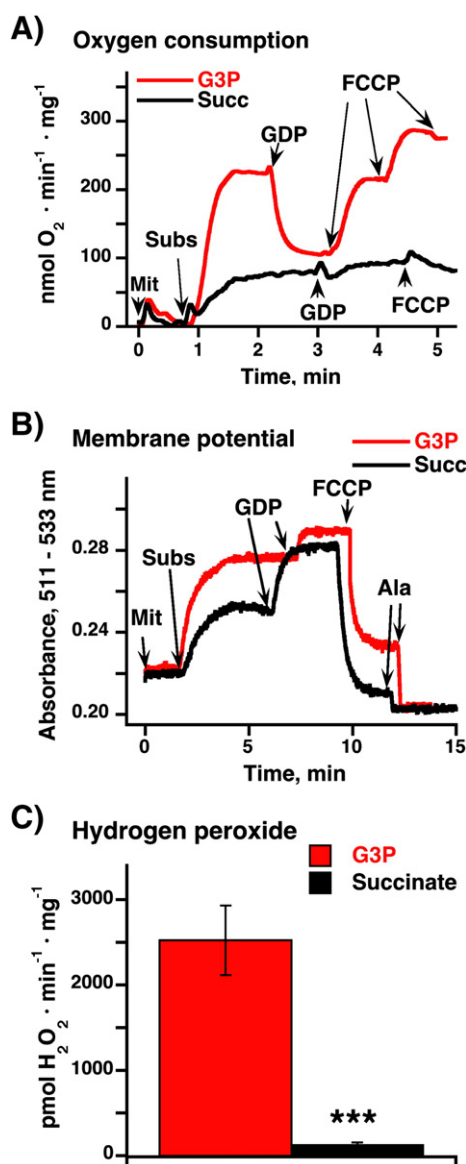 A) Oxygen consumption
G3P
Succ
FCCP
GDP
Subs
Mit
GDP
FCCP
300
200
100
0
nmol O₂ · min⁻¹ · mg⁻¹
0 1 2 3 4 5
Time, min
B) Membrane potential
G3P
Succ
FCCP
GDP
Subs
Ala
Mit
0.28
0.24
0.20
Absorbance, 511 - 533 nm
0 5 10 15
Time, min
C) Hydrogen peroxide
G3P
Succinate
3000
2500
1000
0
pmol H₂O₂ · min⁻¹ · mg⁻¹
***